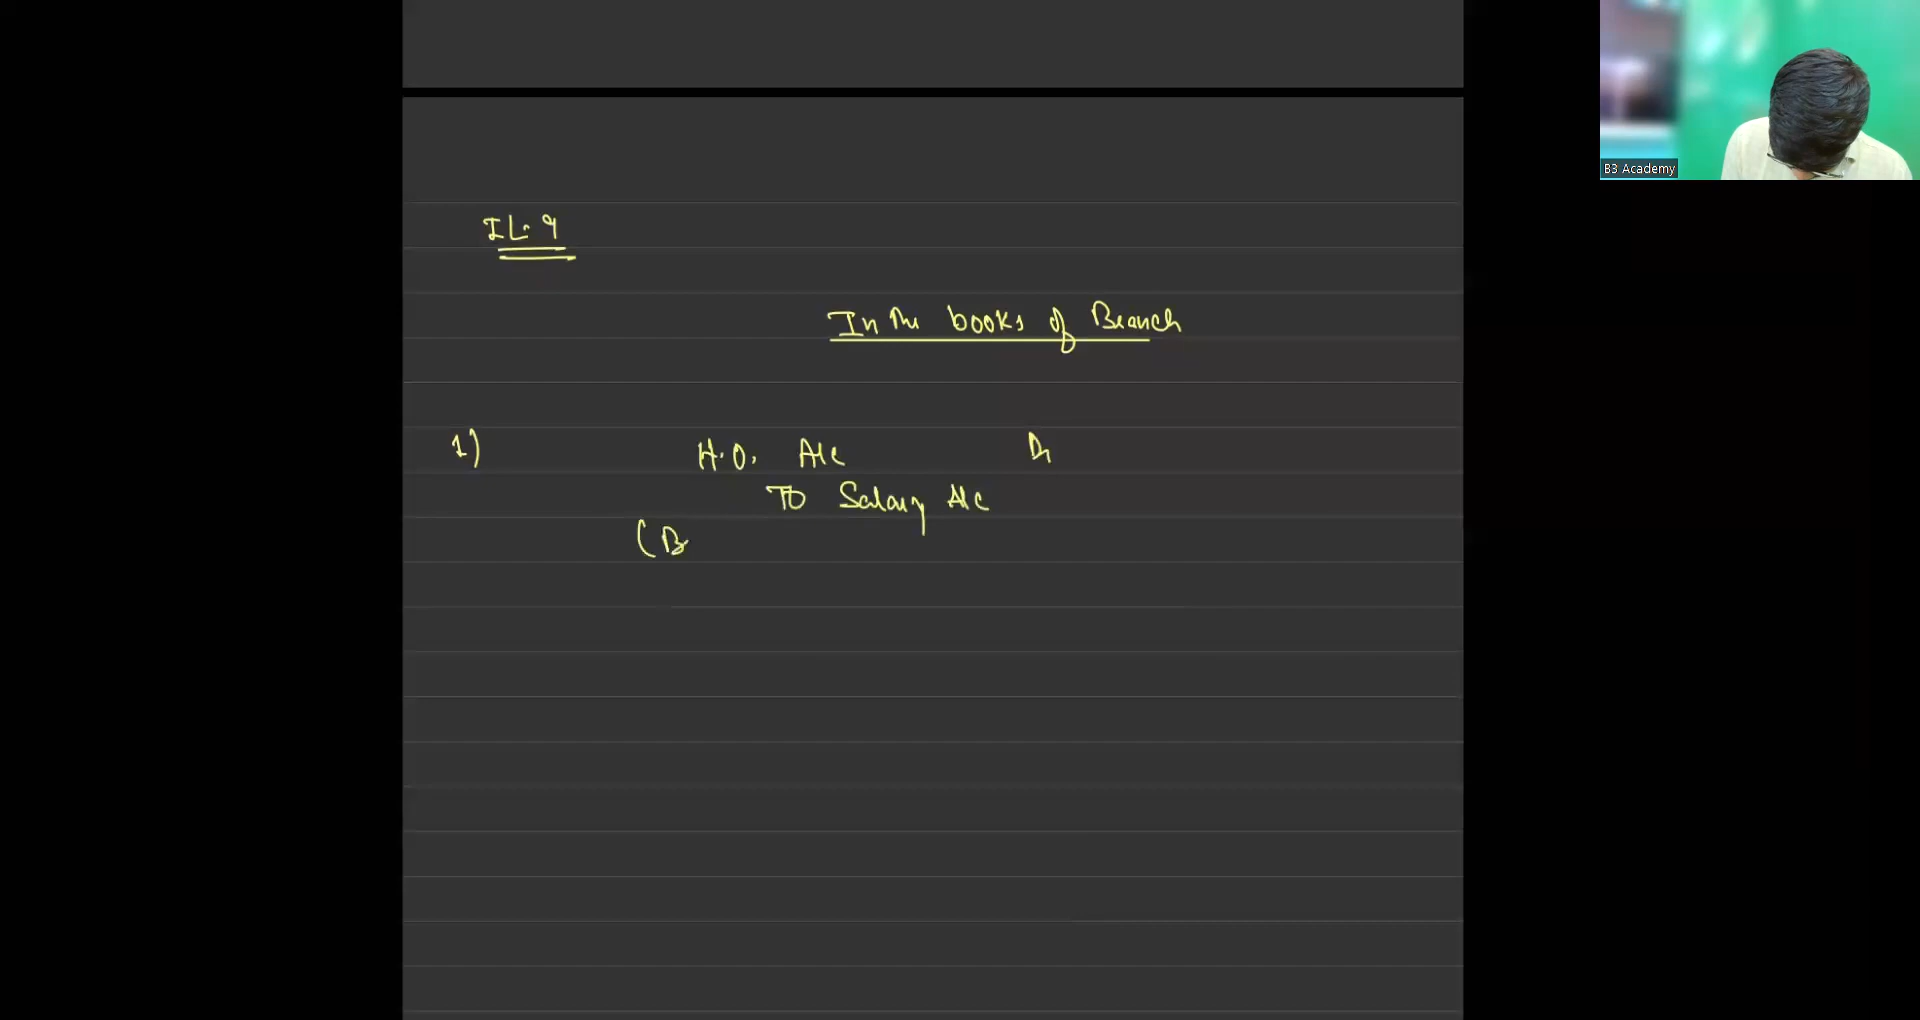 B3 Academy
IL. 9
In the books of Branch
1) H.O. A/c Dr
To Salary A/c
(B